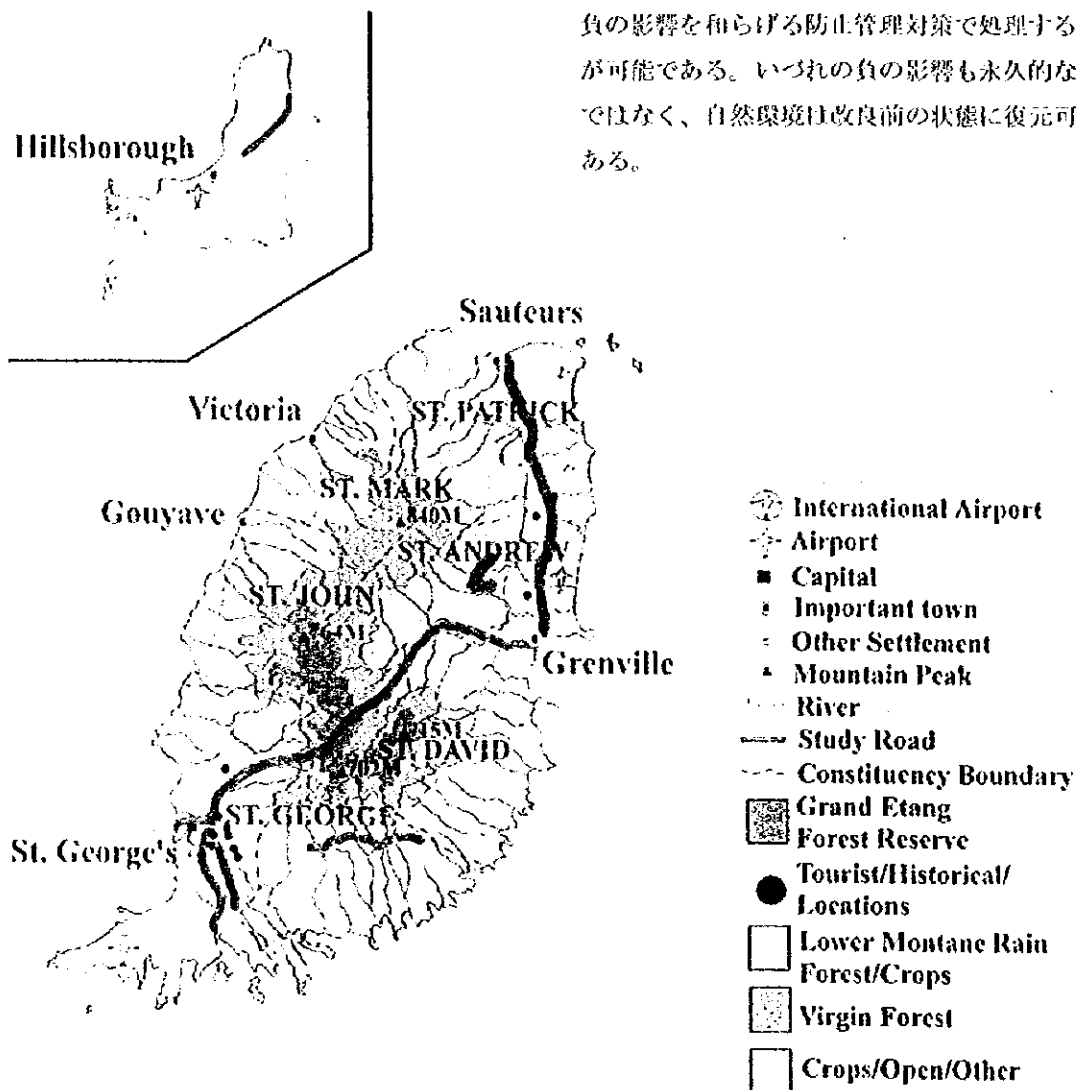 負の影響を和らげる防止管理対策で処理する
が可能である。いづれの負の影響も永久的な
ではなく、自然環境は改良前の状態に復元可
ある。
Hillsborough
Sauteurs
Victoria
ST. PATRICK
ST. MARK
840M
Gouyave
ST. ANDREW
ST. JOHN
Grenville
715M
ST. DAVID
702M
ST. GEORGE
St. George's
International Airport
Airport
Capital
Important town
Other Settlement
Mountain Peak
River
Study Road
Constituency Boundary
Grand Etang
Forest Reserve
Tourist/Historical/
Locations
Lower Montane Rain
Forest/Crops
Virgin Forest
Crops/Open/Other